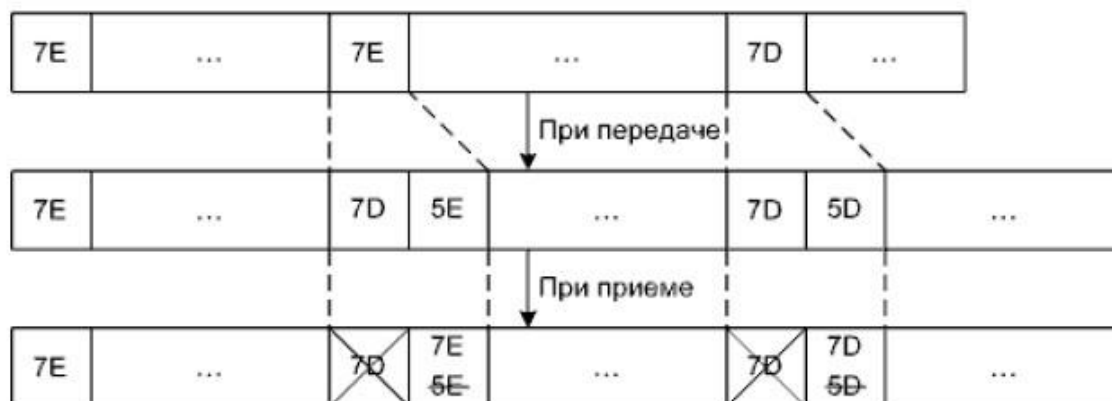 7E ... 7E ... 7D ...
При передаче
7E ... 7D 5E ... 7D 5D ...
При приеме
7E ... 7D 7E ... 7D 7D ...
5E 5D